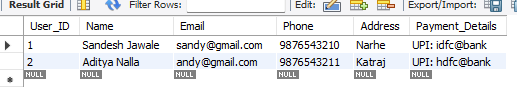 Result Grid Filter Rows: Edit: Export/Import:
User_ID Name Email Phone Address Payment_Details
1 Sandesh Jawale sandy@gmail.com 9876543210 Narhe UPI: idfc@bank
2 Aditya Nalla andy@gmail.com 9876543211 Katraj UPI: hdfc@bank
NULL NULL NULL NULL NULL NULL